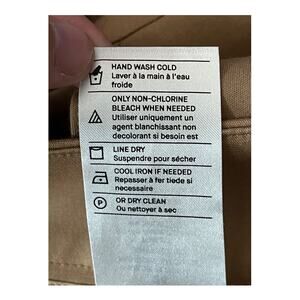 HAND WASH COLD
Laver à la main à l'eau
froide
ONLY NON-CHLORINE
BLEACH WHEN NEEDED
Utiliser uniquement un
agent blanchissant non
decolorant si besoin est
LINE DRY
Suspendre pour sécher
COOL IRON IF NEEDED
Repasser à fer tiede si
necessaire
P
OR DRY CLEAN
Ou nettoyer à sec